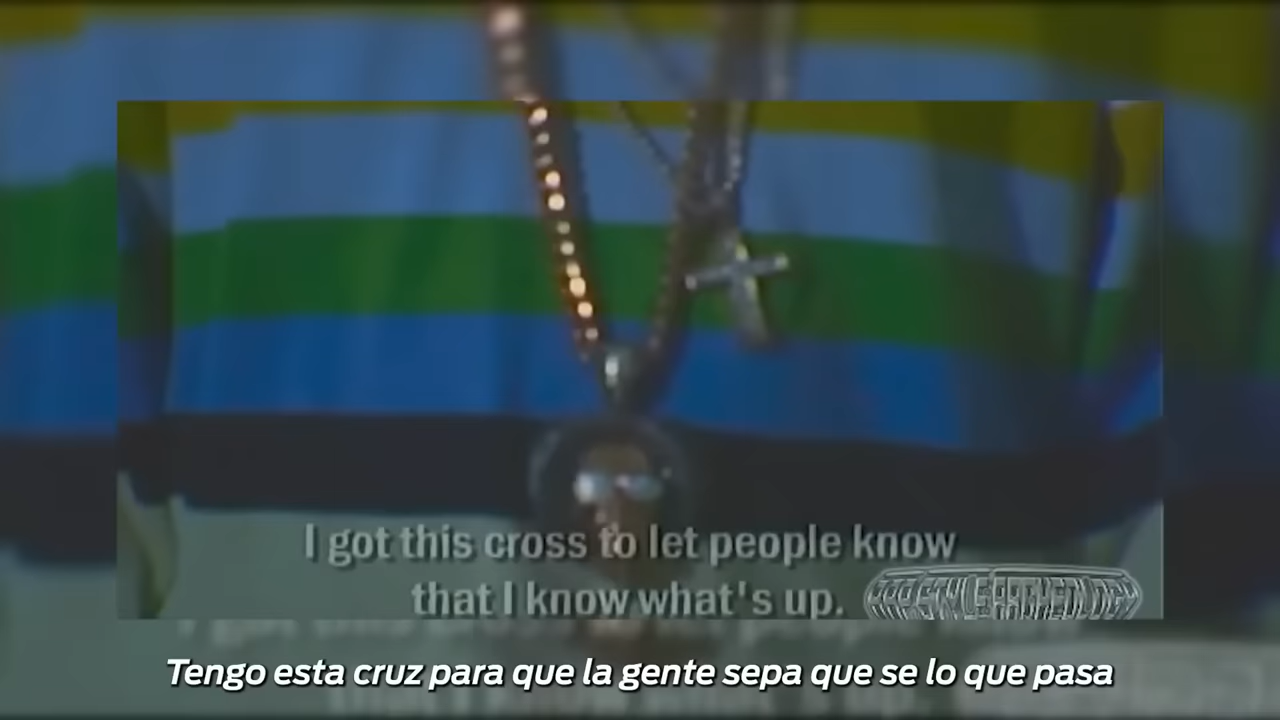 I got this cross to let people know
that I know what's up.
Tengo esta cruz para que la gente sepa que se lo que pasa